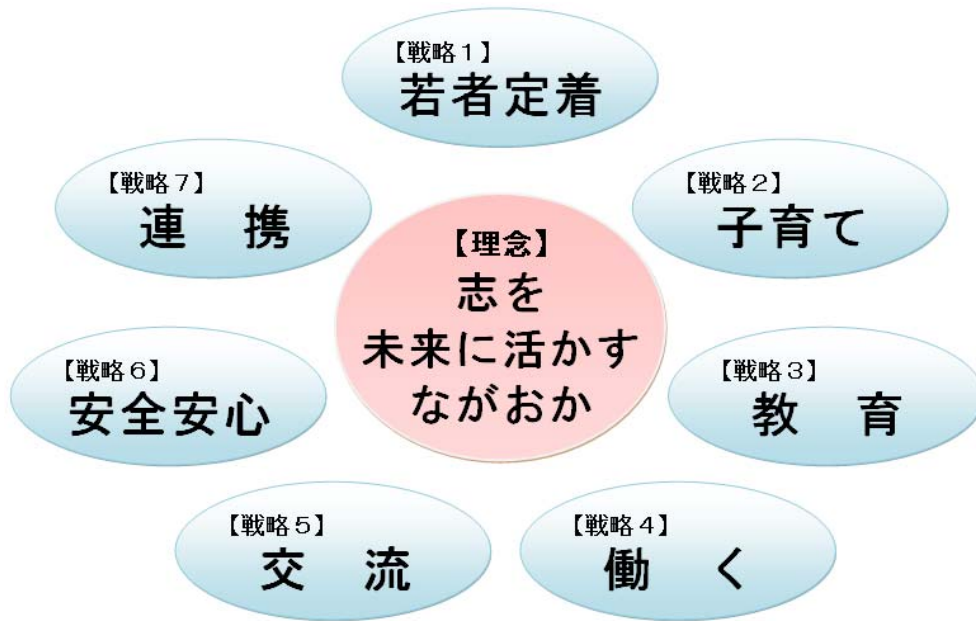 【戦略１】
若者定着
【戦略７】
連　携
【戦略２】
子育て
【理念】
志を
未来に活かす
ながおか
【戦略６】
安全安心
【戦略３】
教　育
【戦略５】
交　流
【戦略４】
働　く